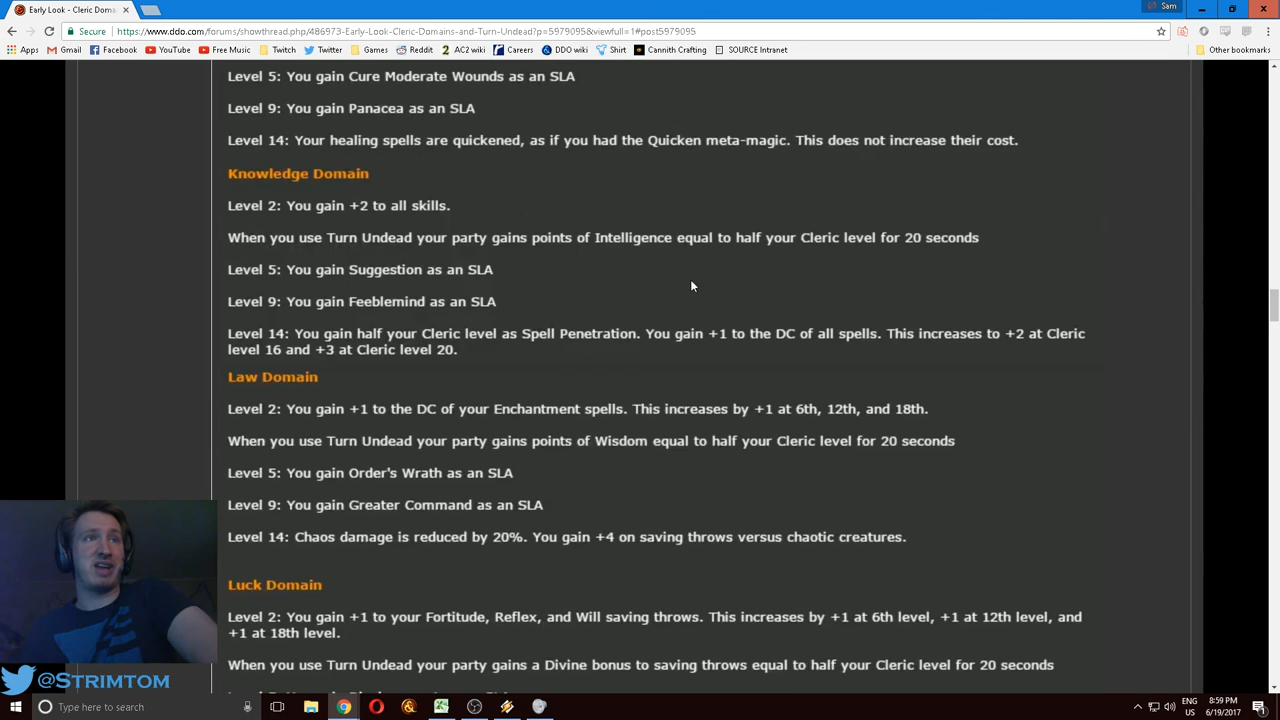 Early Look - Cleric Dom
Sam
Secure
https://www.ddo.com/forums/showthread.php/486973-Early-Look-Cleric-Domains-and-Turn-Undead?p=5979095&viewfull=1#post5979095
Apps Gmail Facebook YouTube Free Music Twitch Twitter Games Reddit AC2 wiki Careers DDO wiki Shirt Cannith Crafting SOURCE Independent Other bookmarks
Level 5: You gain Cure Moderate Wounds as an SLA
Level 9: You gain Panacea as an SLA
Level 14: Your healing spells are quickened, as if you had the Quicken meta-magic. This does not increase their cost.
Knowledge Domain
Level 2: You gain +2 to all skills.
When you use Turn Undead your party gains points of Intelligence equal to half your Cleric level for 20 seconds
Level 5: You gain Suggestion as an SLA
Level 9: You gain Feeblemind as an SLA
Level 14: You gain half your Cleric level as Spell Penetration. You gain +1 to the DC of all spells. This increases to +2 at Cleric
level 16 and +3 at Cleric level 20.
Law Domain
Level 2: You gain +1 to the DC of your Enchantment spells. This increases by +1 at 6th, 12th, and 18th.
When you use Turn Undead your party gains points of Wisdom equal to half your Cleric level for 20 seconds
Level 5: You gain Order's Wrath as an SLA
Level 9: You gain Greater Command as an SLA
Level 14: Chaos damage is reduced by 20%. You gain +4 on saving throws versus chaotic creatures.
Luck Domain
Level 2: You gain +1 to your Fortitude, Reflex, and Will saving throws. This increases by +1 at 6th level, +1 at 12th level, and
+1 at 18th level.
When you use Turn Undead your party gains a Divine bonus to saving throws equal to half your Cleric level for 20 seconds
@Strimtom
Type here to search
ENG
US
8:59 PM
6/19/2017